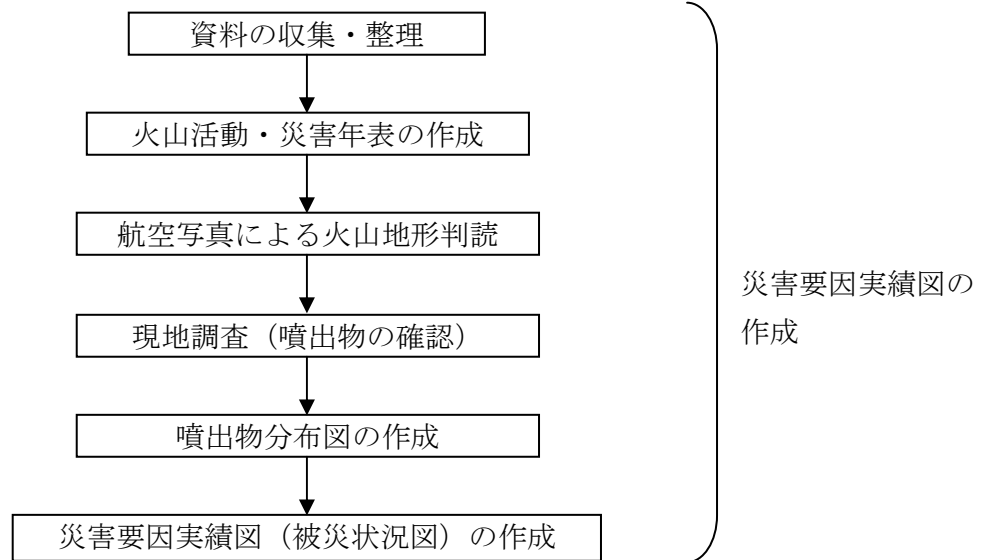 資料の収集・整理
火山活動・災害年表の作成
航空写真による火山地形判読
現地調査（噴出物の確認）
噴出物分布図の作成
災害要因実績図（被災状況図）の作成
災害要因実績図の
作成